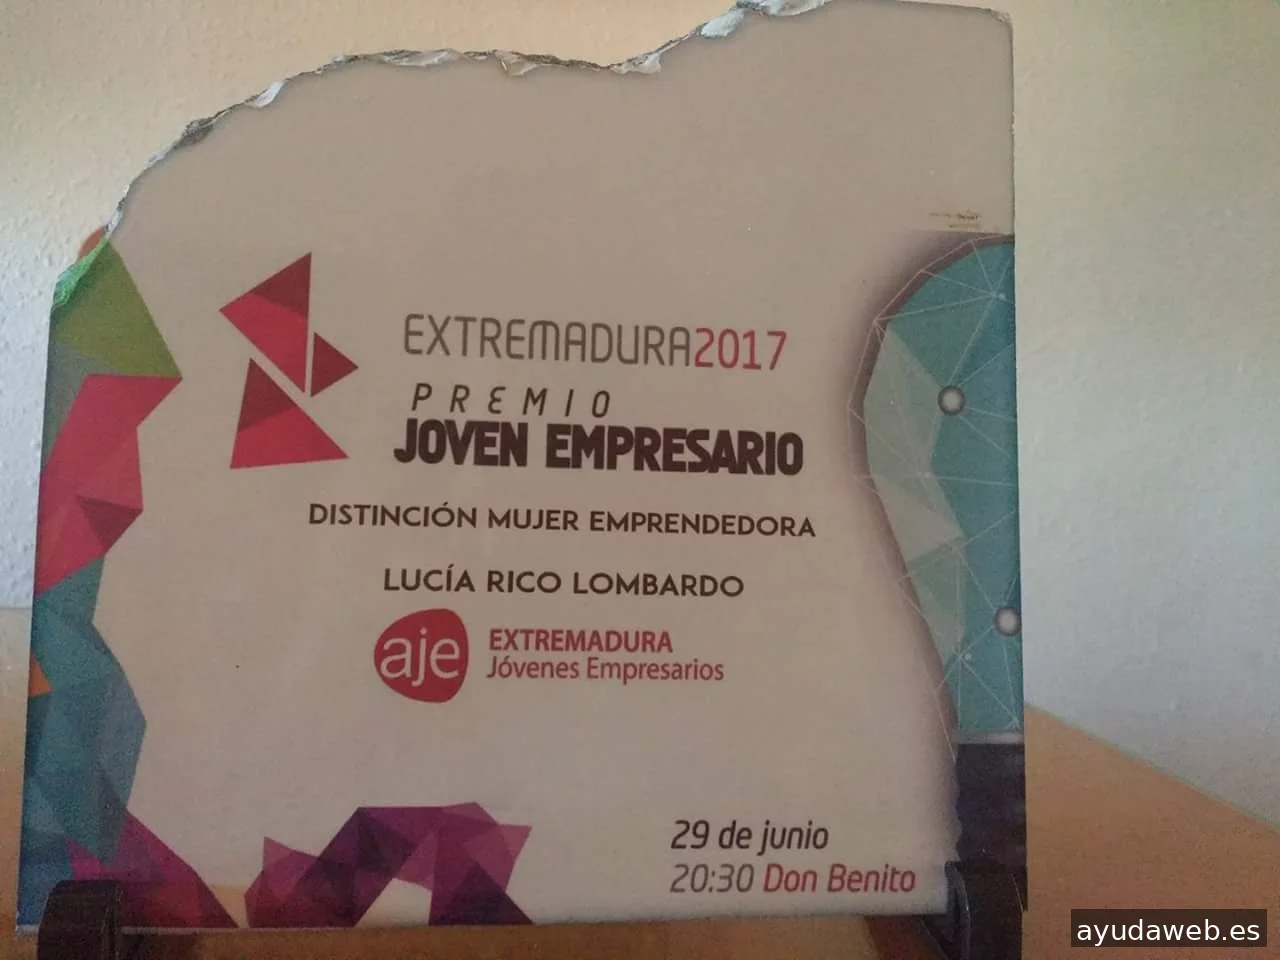 EXTREMADURA2017
PREMIO
JOVEN EMPRESARIO
DISTINCIÓN MUJER EMPRENDEDORA
LUCÍA RICO LOMBARDO
aje EXTREMADURA
Jóvenes Empresarios
29 de junio
20:30 Don Benito
ayudaweb.es